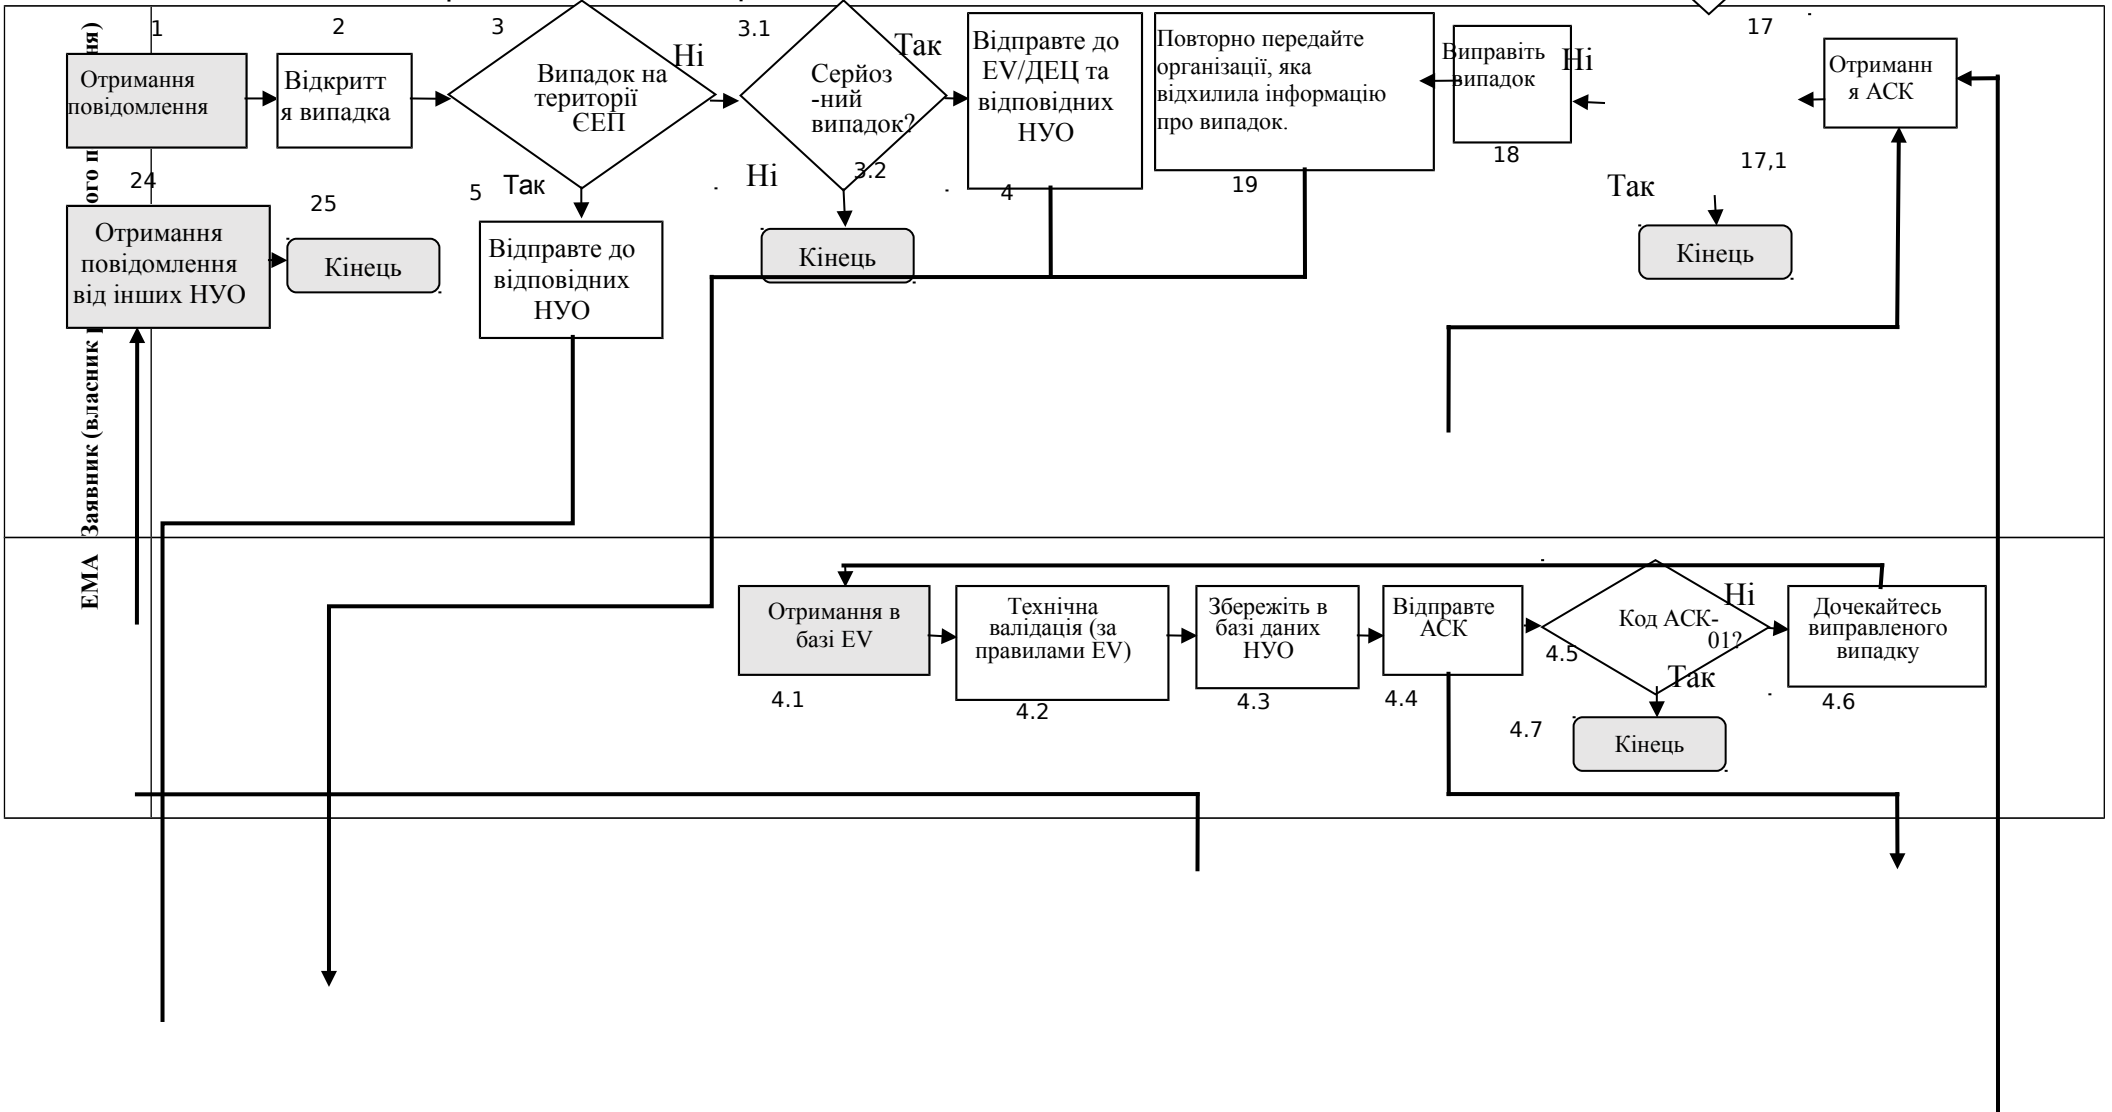 1
2
3
3.1
17
Отримання
повідомлення
Відкритт
я випадка
Випадок на
території
ЄЕП
Ні
Серйоз
-ний
випадок?
Так
Відправте до
EV/ДЕЦ та
відповідних
НУО
Повторно передайте
організації, яка
відхилила інформацію
про випадок.
Виправіть
випадок
Ні
Отриманн
я АСК
24
25
5
Так
Ні
3.2
4
19
18
17,1
Так
Отримання
повідомлення
від інших НУО
Кінець
Відправте до
відповідних
НУО
Кінець
Кінець
Заявник (власник
ого п
ня)
ЕМА
Отримання в
базі EV
Технічна
валідація (за
правилами EV)
Збережіть в
базі даних
НУО
Відправте
АСК
Код АСК-
01?
Ні
Дочекайтесь
виправленого
випадку
4.5
Так
4.1
4.2
4.3
4.4
4.6
4.7
Кінець